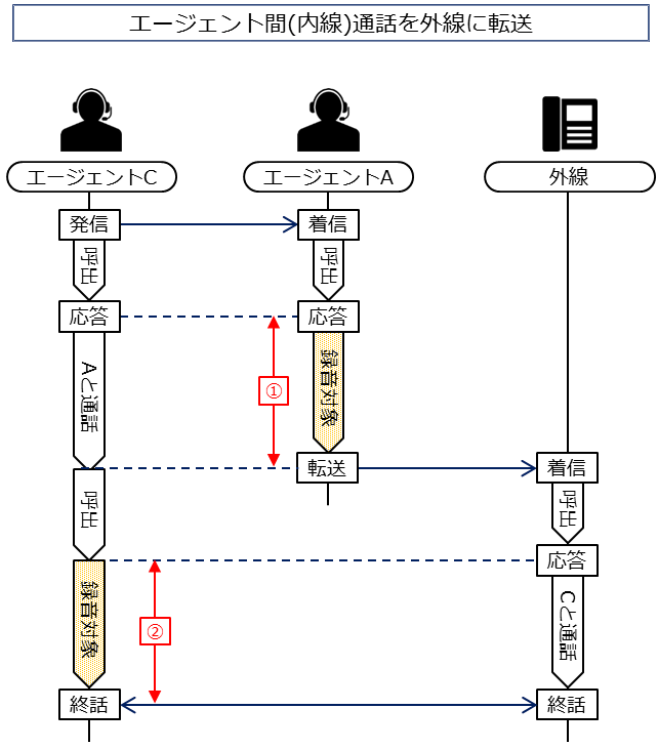 エージェント間(内線)通話を外線に転送
エージェントC
エージェントA
外線
発信
着信
呼出
呼出
応答
応答
Aと通話
①
録音対象
転送
着信
呼出
呼出
応答
録音対象
②
Cと通話
終話
終話